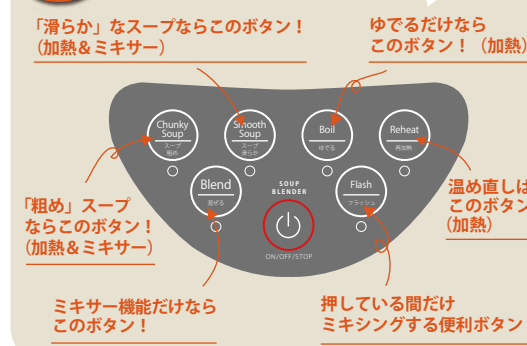 「滑らか」なスープならこのボタン！
（加熱＆ミキサー）
ゆでるだけなら
このボタン！（加熱）
Chunky
Soup
スープ
粗め
Smooth
Soup
スープ
滑らか
Boil
ゆでる
Reheat
再加熱
Blend
混ぜる
SOUP
BLENDER
Flash
フラッシュ
ON/OFF/STOP
「粗め」スープ
ならこのボタン！
（加熱＆ミキサー）
温め直しは
このボタン
（加熱）
ミキサー機能だけなら
このボタン！
押している間だけ
ミキシングする便利ボタン